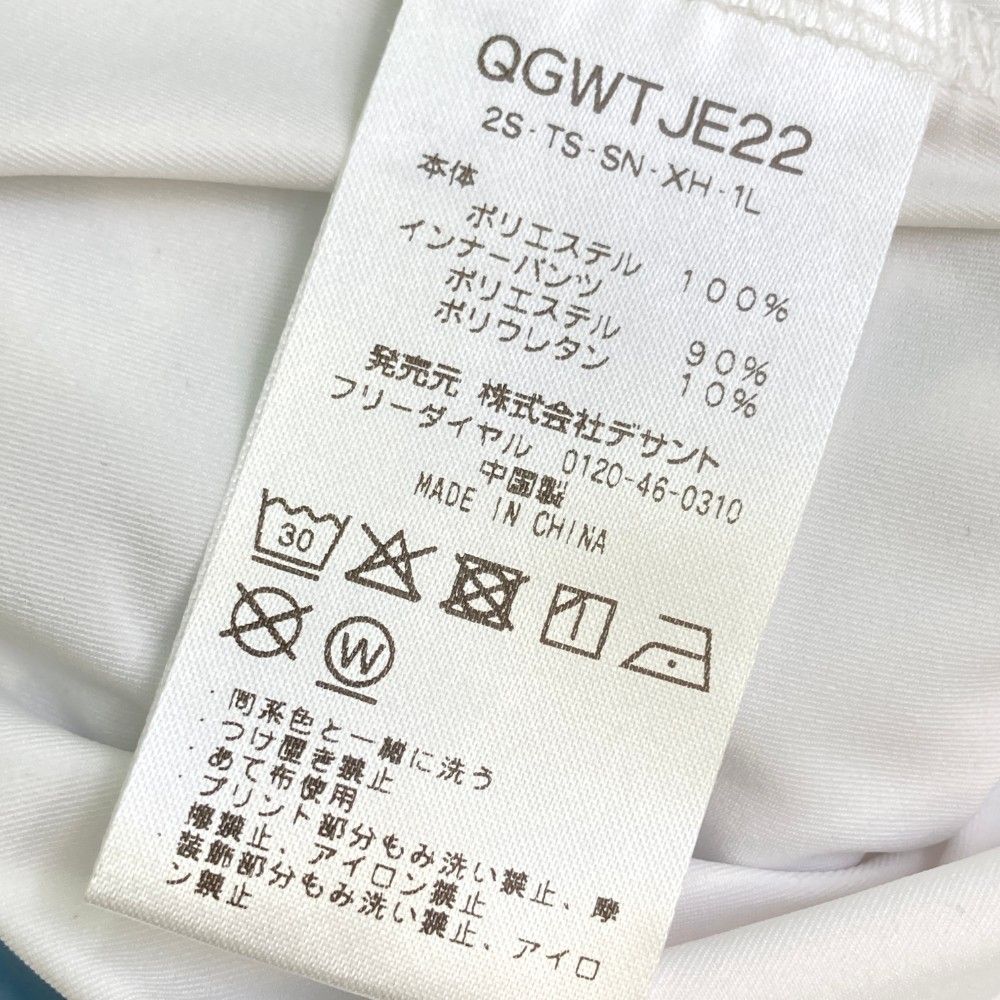 QGWTJE22
2S・TS・SN・XH・1L
本体
ポリエステル 100%
インナーパンツ
ポリエステル 90%
ポリウレタン 10%
発売元 株式会社デサント
フリーダイヤル 0120-46-0310
中国製
MADE IN CHINA
30
W
同系色と一緒に洗う
つけ置き禁止
あて布使用
プリント部分もみ洗い禁止、摩
擦禁止、アイロン禁止
装飾部分もみ洗い禁止、アイロ
ン禁止